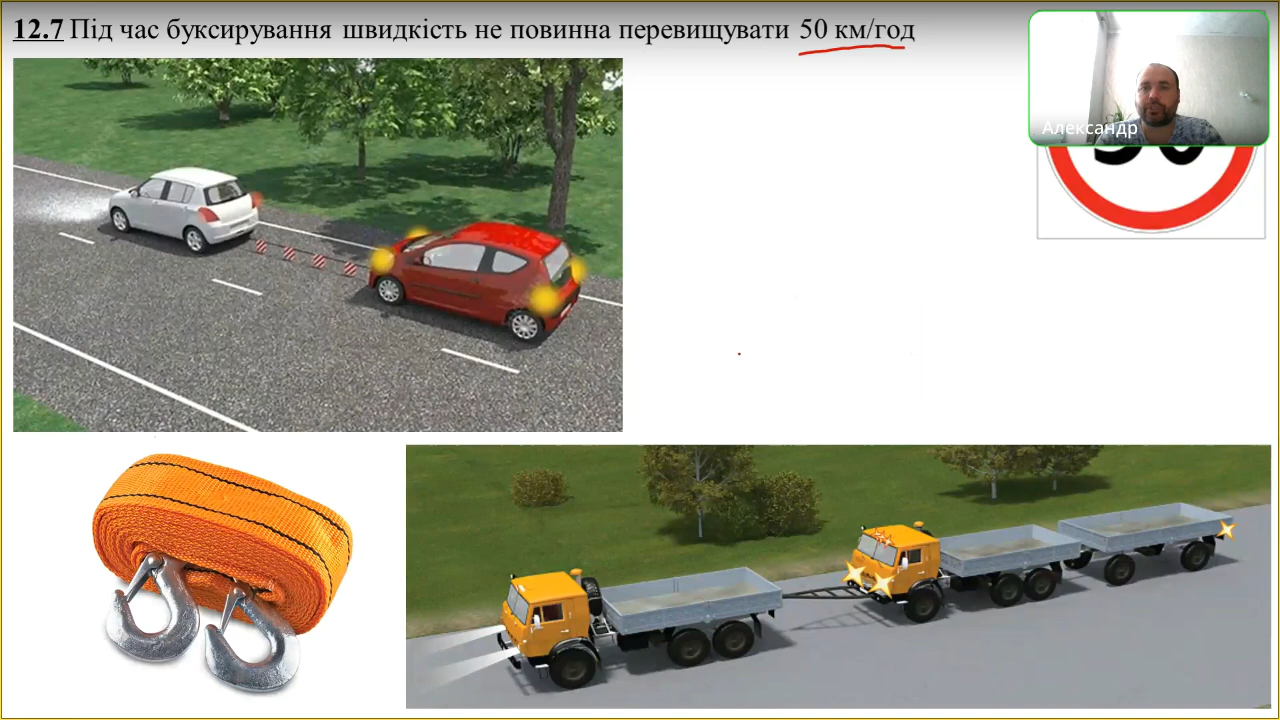 12.7 Під час буксирування швидкість не повинна перевищувати 50 км/год
Александр